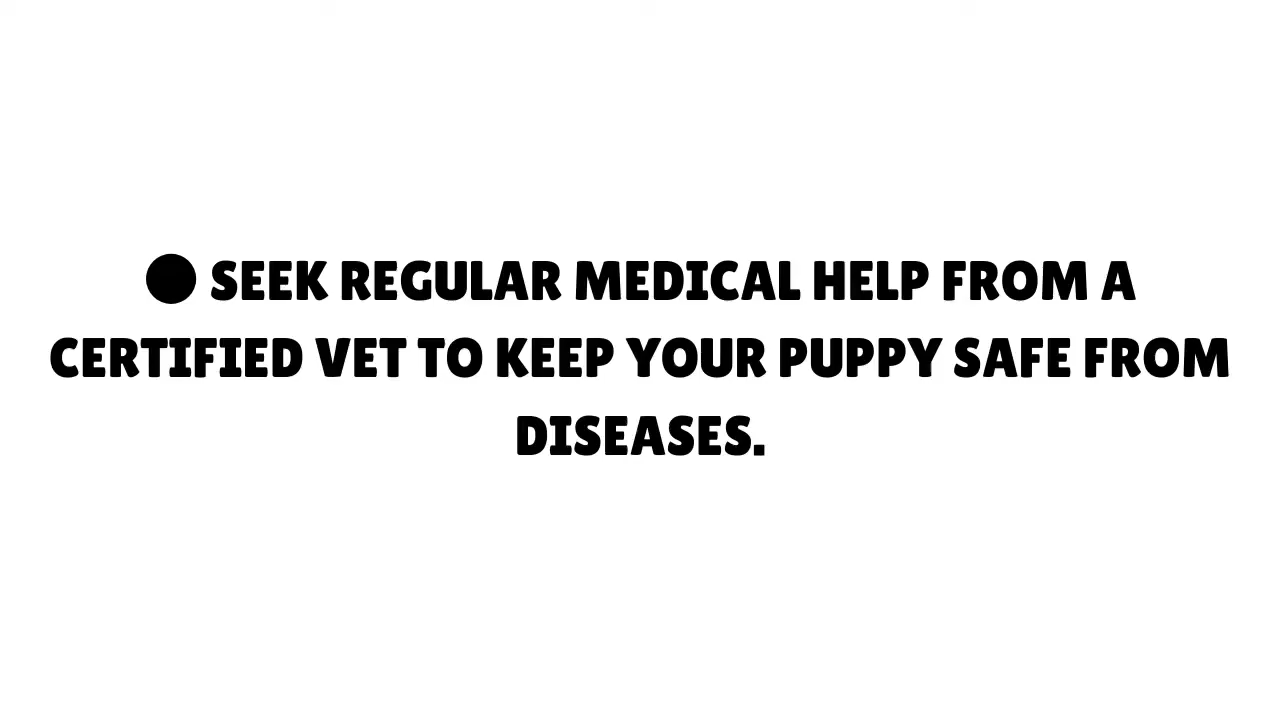 ● SEEK REGULAR MEDICAL HELP FROM A
CERTIFIED VET TO KEEP YOUR PUPPY SAFE FROM
DISEASES.